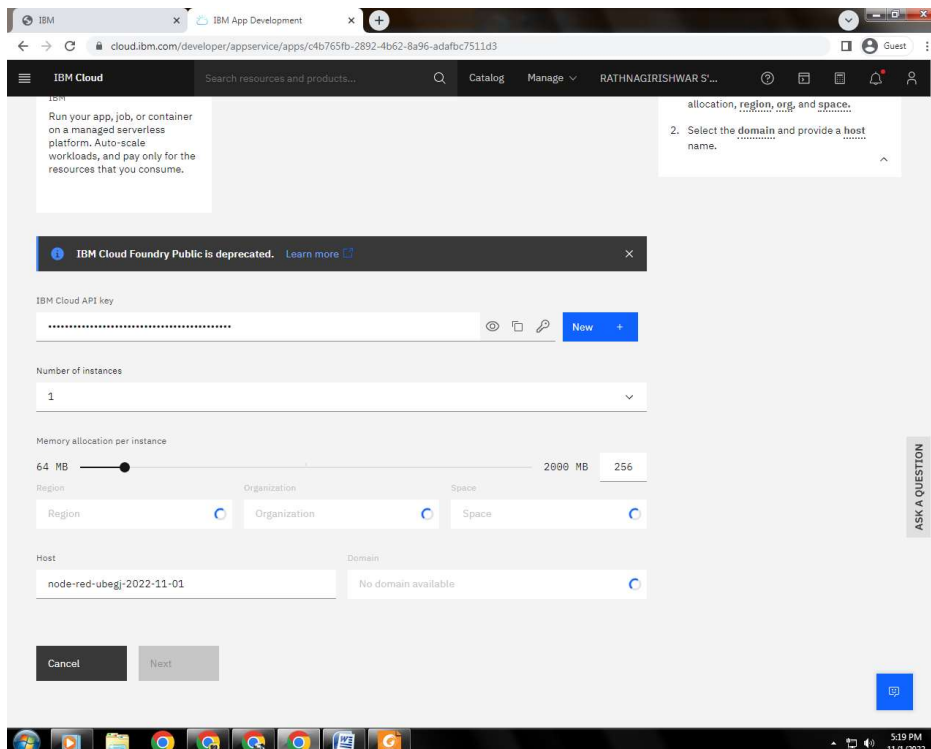 IBM
IBM App Development
cloud.ibm.com/developer/appservice/apps/c4b765fb-2892-4b62-8a96-adafbc7511d3
Guest
IBM Cloud
Search resources and products...
Catalog
Manage
RATHNAGIRISHWAR S'...
IBM
Run your app, job, or container
on a managed serverless
platform. Auto-scale
workloads, and pay only for the
resources that you consume.
allocation, region, org, and space.
2. Select the domain and provide a host
name.
IBM Cloud Foundry Public is deprecated. Learn more
IBM Cloud API key
New +
Number of instances
1
Memory allocation per instance
64 MB 2000 MB 256
Region Organization Space
Region Organization Space
Host Domain
node-red-ubegj-2022-11-01 No domain available
Cancel Next
ASK A QUESTION
5:19 PM
11/1/2022